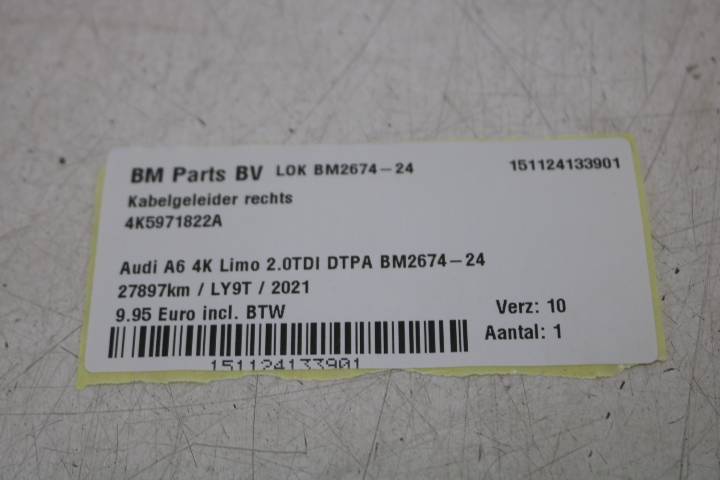 BM Parts BV LOK BM2674-24 151124133901
Kabelgeleider rechts
4K5971822A
Audi A6 4K Limo 2.0TDI DTPA BM2674-24
27897km / LY9T / 2021
9.95 Euro incl. BTW Verz: 10
Aantal: 1
151124133901